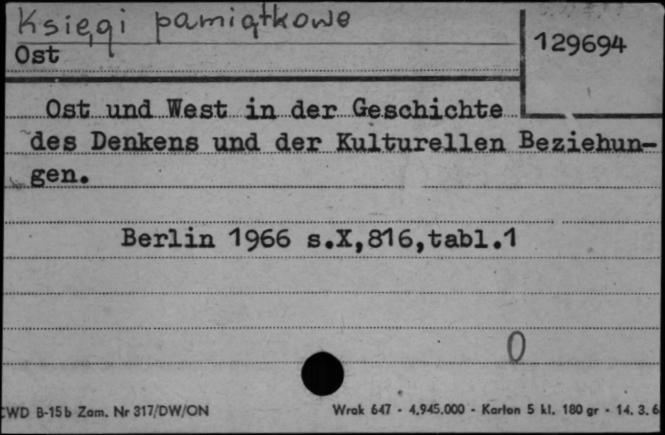 Księgi pamiątkowe
129694
Ost
Ost und West in der Geschichte
des Denkens und der Kulturellen Beziehun-
gen.
Berlin 1966 s.X,816,tabl.1
0
CWD B-15b Zam. Nr 317/DW/ON Wrak 647 - 4.945.000 - Karton 5 kl. 180 gr - 14. 3. 6